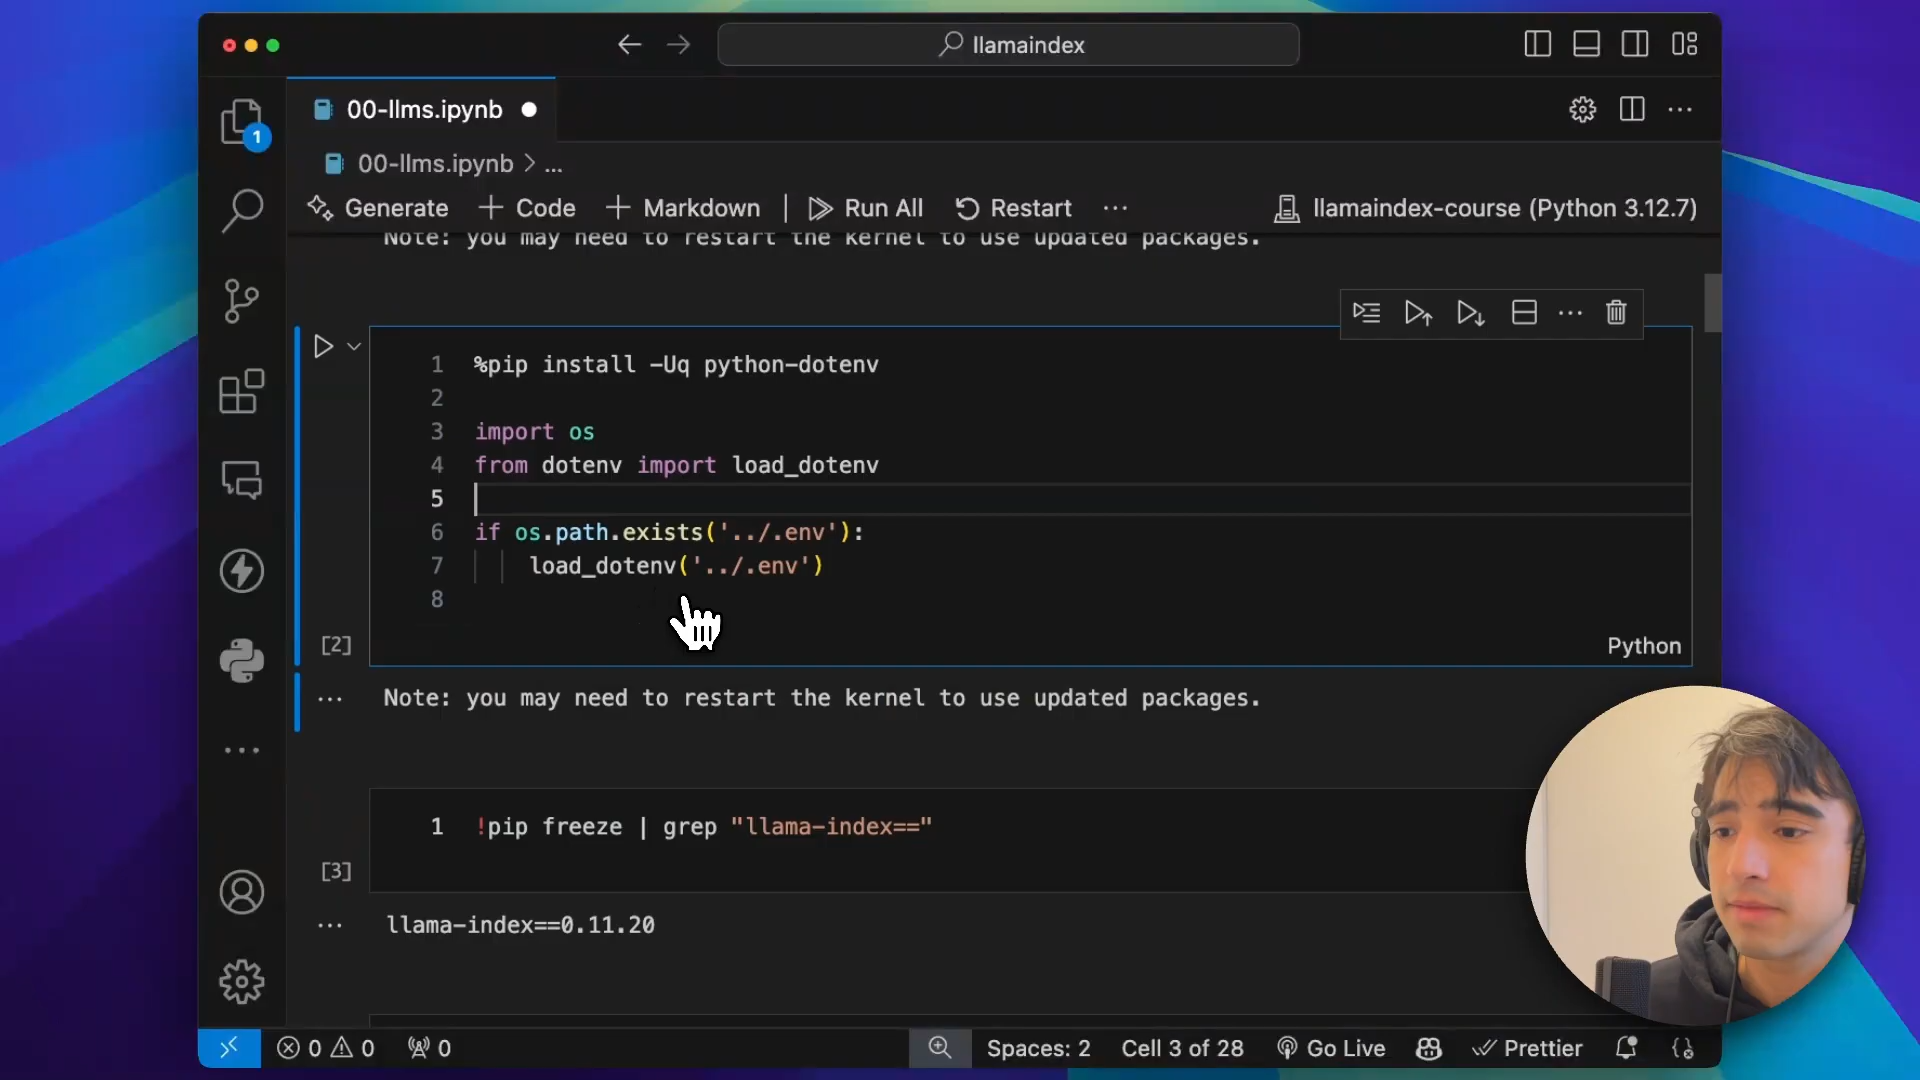 llamaindex
00-llms.ipynb
1
00-llms.ipynb > ...
Generate + Code + Markdown | Run All Restart ... llamaindex-course (Python 3.12.7)
Note: you may need to restart the kernel to use updated packages.
1 %pip install -Uq python-dotenv
2
3 import os
4 from dotenv import load_dotenv
5
6 if os.path.exists('../.env'):
7 load_dotenv('../.env')
8
[2] Python
Note: you may need to restart the kernel to use updated packages.
1 !pip freeze | grep "llama-index=="
[3]
llama-index==0.11.20
0 0 0 Spaces: 2 Cell 3 of 28 Go Live Prettier